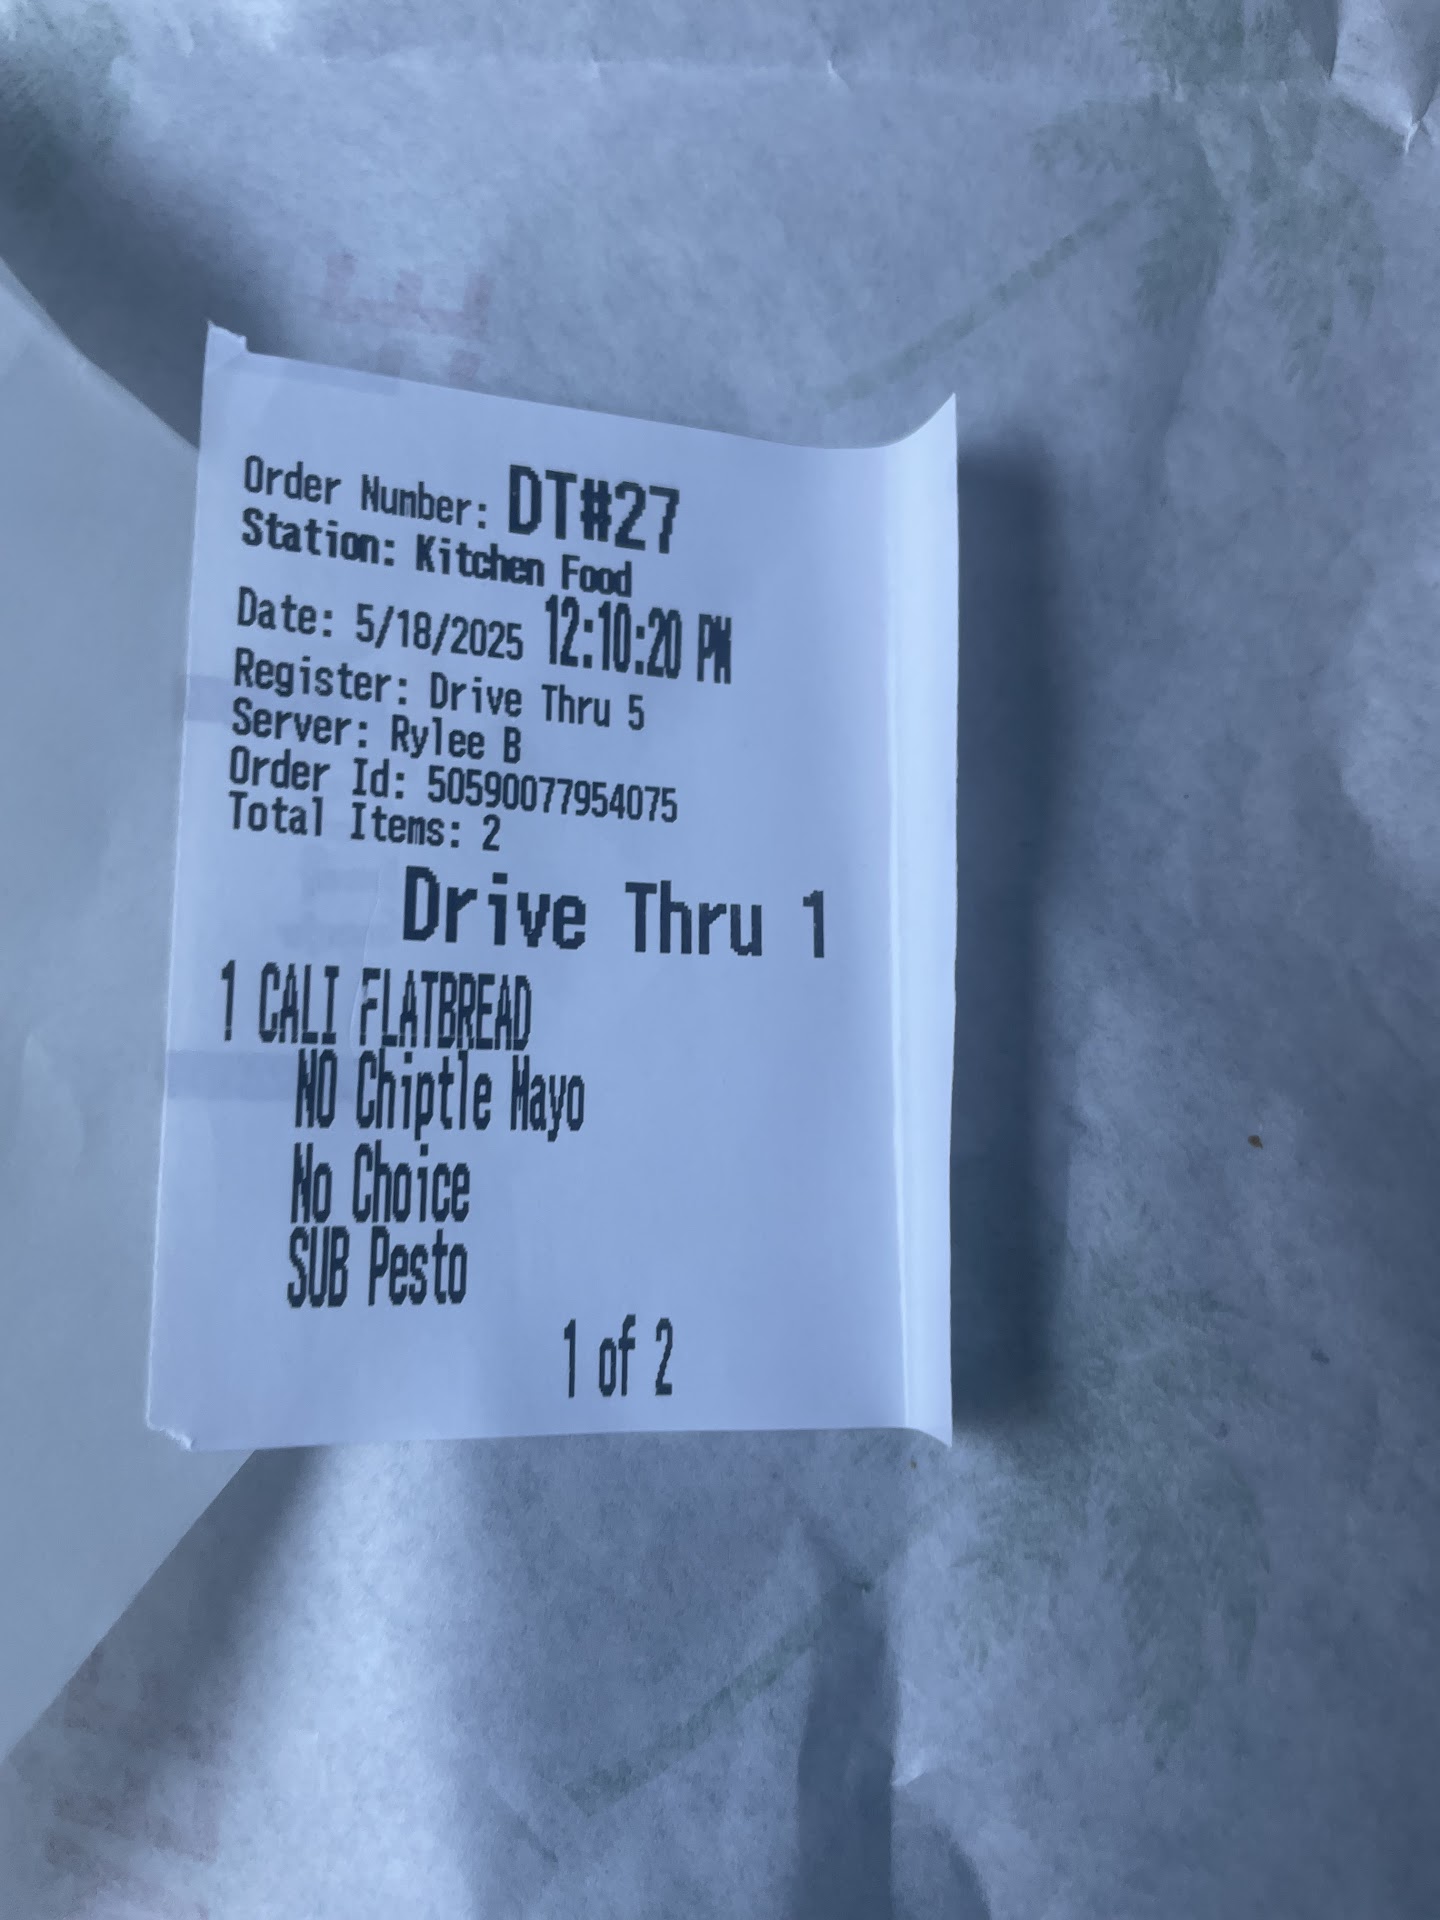 Order Number: DT#27
Station: Kitchen Food
Date: 5/18/2025 12:10:20 PM
Register: Drive Thru 5
Server: Rylee B
Order Id: 50590077954075
Total Items: 2
Drive Thru 1
1 CALI FLATBREAD
NO Chiptle Mayo
No Choice
SUB Pesto
1 of 2